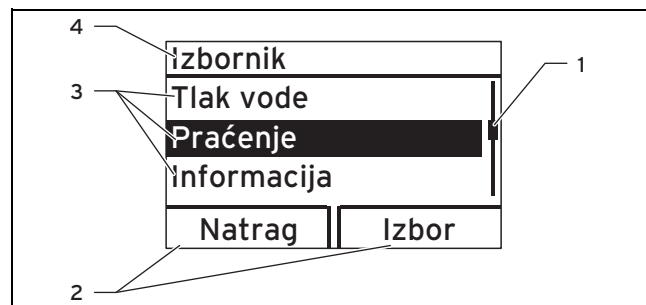 4
Izbornik
1
3
Tlak vode
Praćenje
Informacija
Natrag Izbor
2